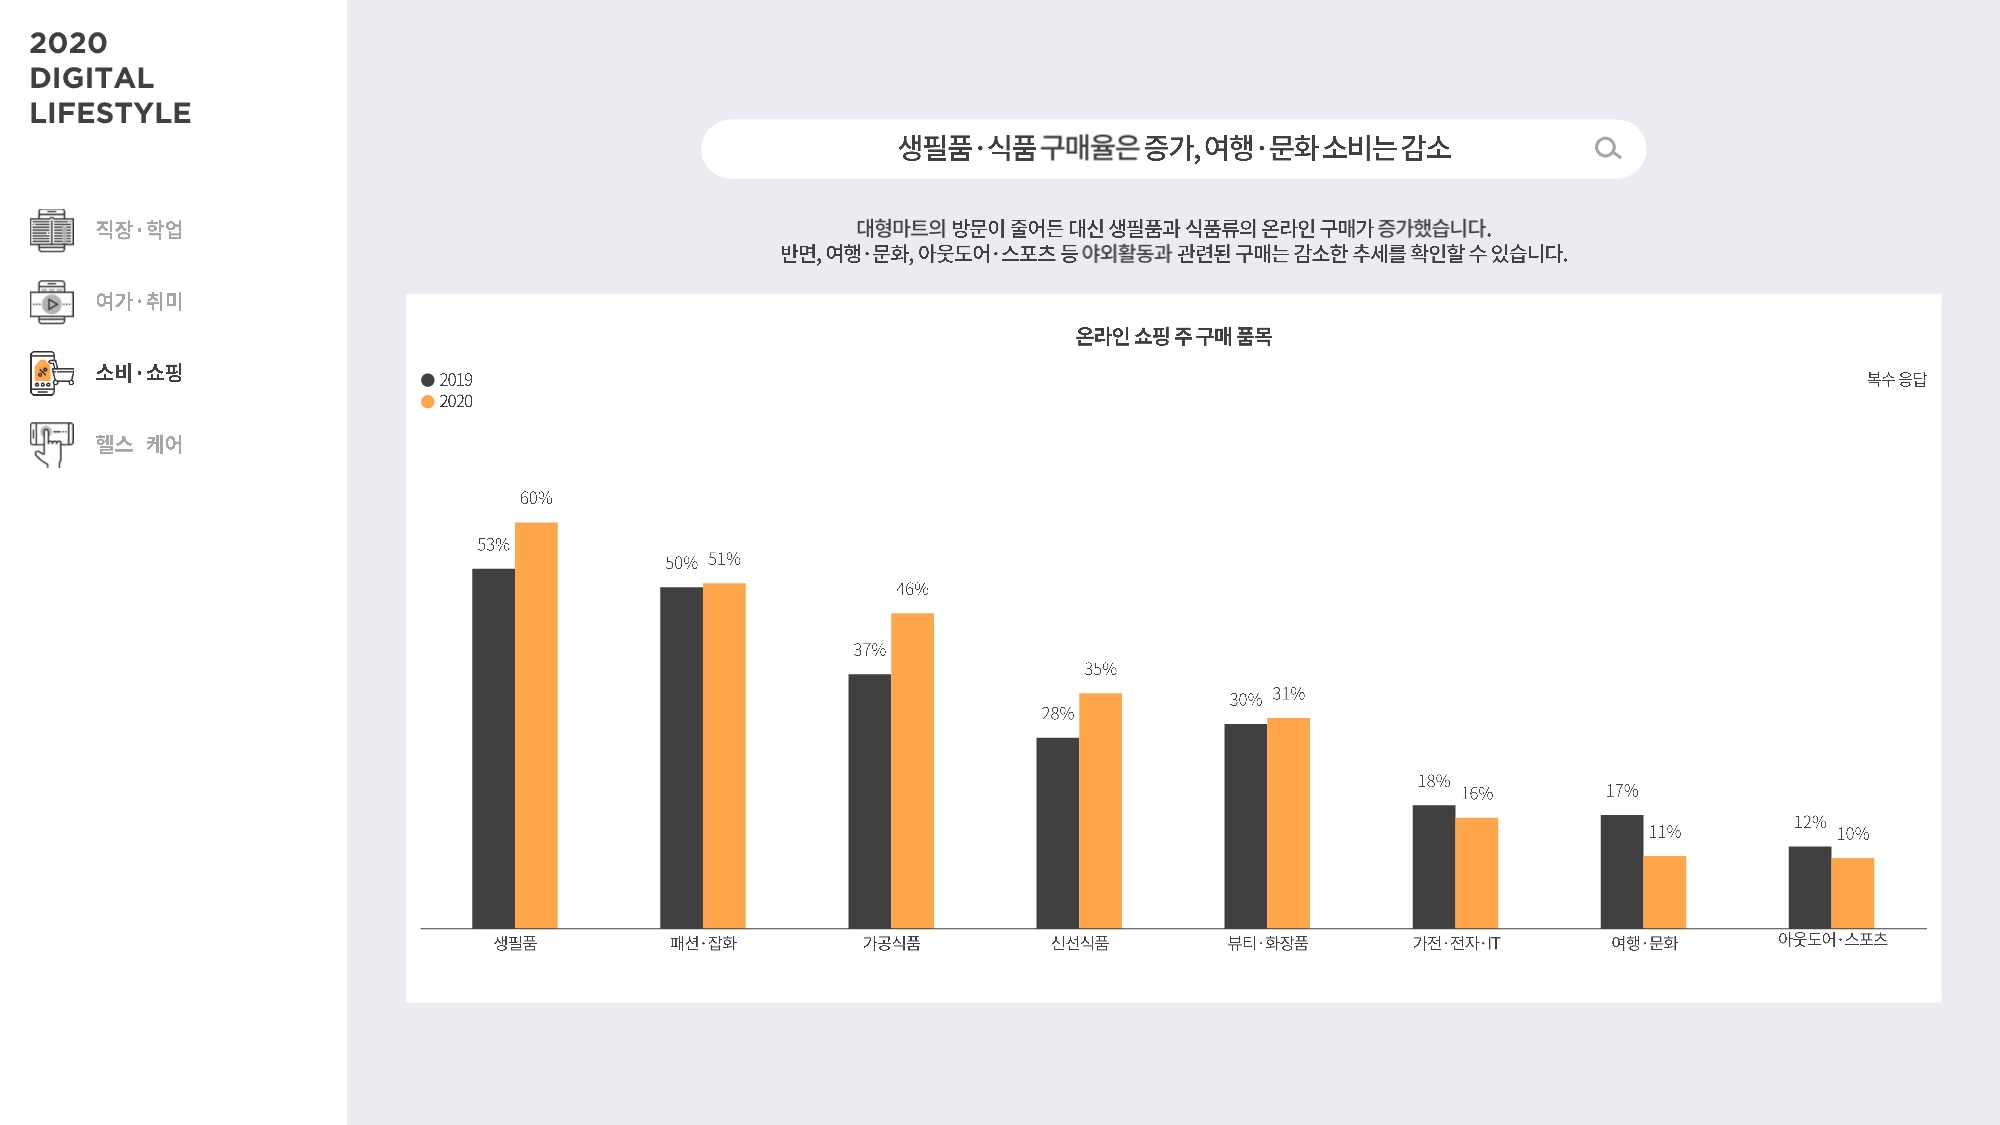 2020
DIGITAL
LIFESTYLE
직장·학업
여가·취미
소비·쇼핑
헬스 케어
생필품·식품 구매율은 증가, 여행·문화 소비는 감소
대형마트의 방문이 줄어든 대신 생필품과 식품류의 온라인 구매가 증가했습니다.
반면, 여행·문화, 아웃도어·스포츠 등 야외활동과 관련된 구매는 감소한 추세를 확인할 수 있습니다.
온라인 쇼핑 주 구매 품목
2019
2020
복수 응답
53% 60%
50% 51%
37% 46%
28% 35%
30% 31%
18% 16%
17% 11%
12% 10%
생필품
패션·잡화
가공식품
신선식품
뷰티·화장품
가전·전자·IT
여행·문화
아웃도어·스포츠